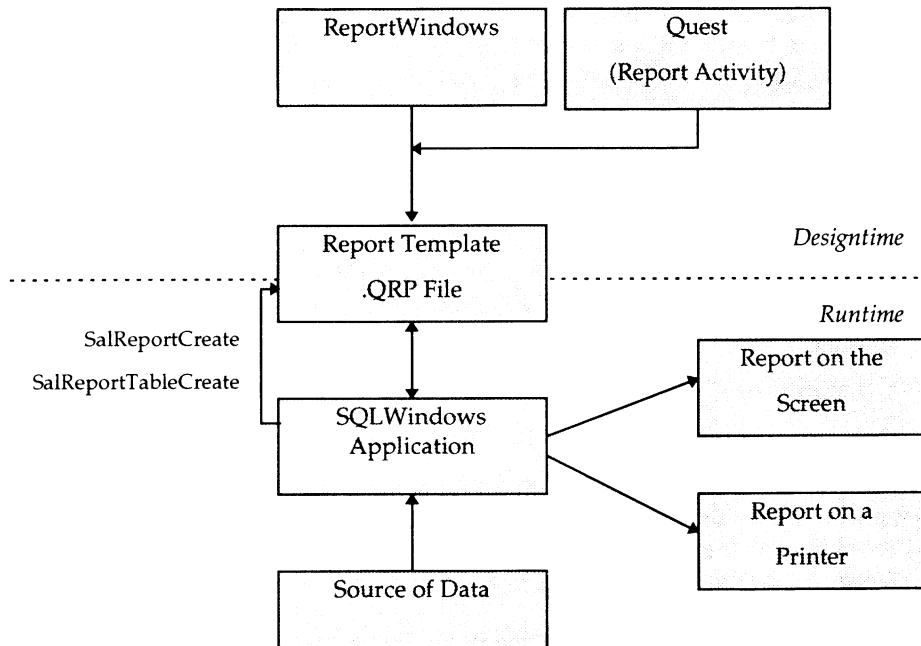 ReportWindows
Quest
(Report Activity)
Report Template
.QRP File
Designtime
Runtime
SalReportCreate
SalReportTableCreate
SQLWindows
Application
Report on the
Screen
Report on a
Printer
Source of Data